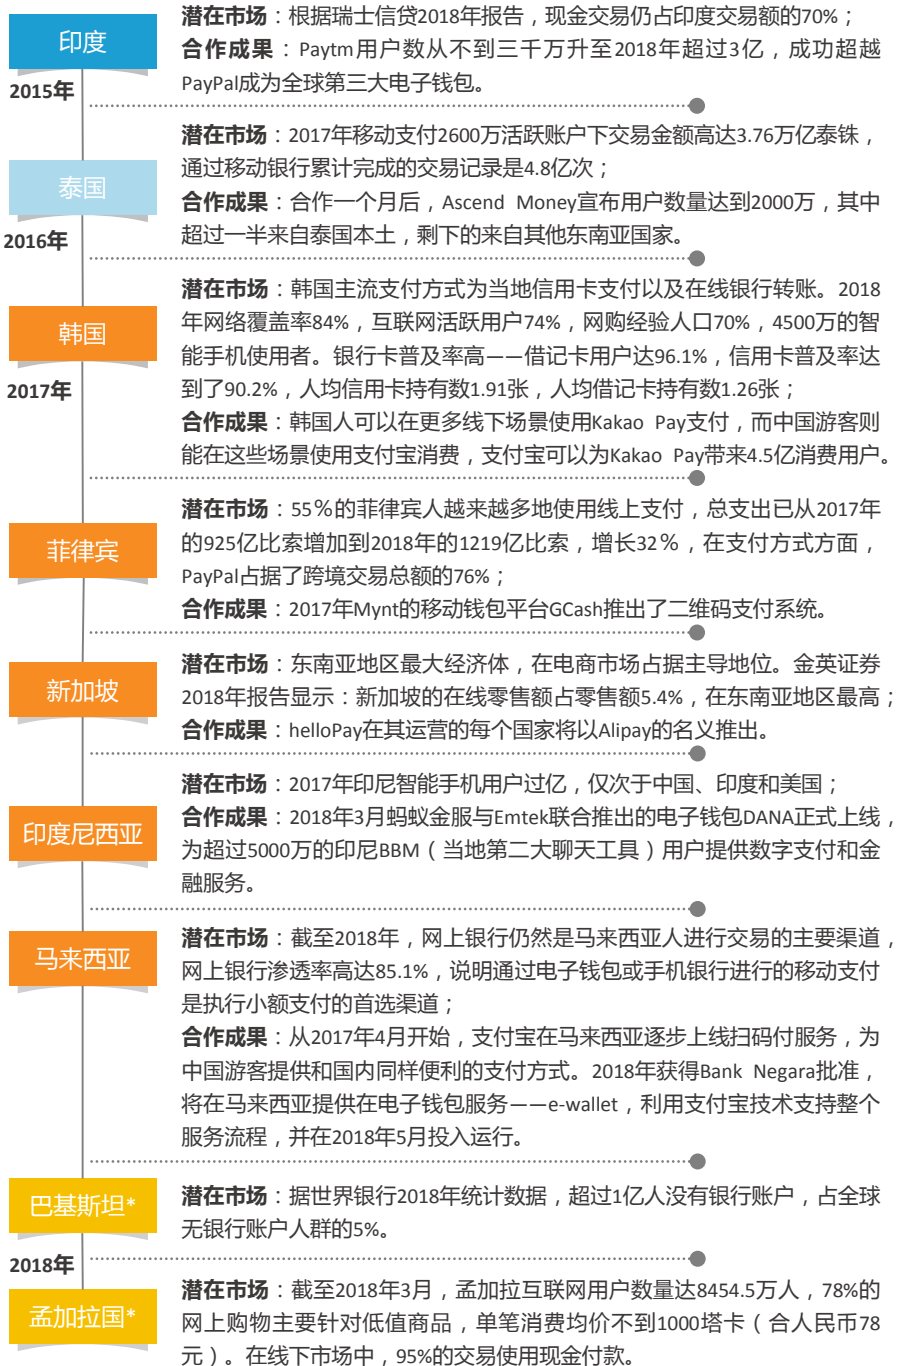 印度
潜在市场：根据瑞士信贷2018年报告，现金交易仍占印度交易额的70%；
合作成果：Paytm用户数从不到三千万升至2018年超过3亿，成功超越
PayPal成为全球第三大电子钱包。
2015年
泰国
潜在市场：2017年移动支付2600万活跃账户下交易金额高达3.76万亿泰铢，
通过移动银行累计完成的交易记录是4.8亿次；
合作成果：合作一个月后，Ascend Money宣布用户数量达到2000万，其中
超过一半来自泰国本土，剩下的来自其他东南亚国家。
2016年
韩国
潜在市场：韩国主流支付方式为当地信用卡支付以及在线银行转账。2018
年网络覆盖率84%，互联网活跃用户74%，网购经验人口70%，4500万的智
能手机使用者。银行卡普及率高——借记卡用户达96.1%，信用卡普及率达
到了90.2%，人均信用卡持有数1.91张，人均借记卡持有数1.26张；
合作成果：韩国人可以在更多线下场景使用Kakao Pay支付，而中国游客则
能在这些场景使用支付宝消费，支付宝可以为Kakao Pay带来4.5亿消费用户。
2017年
菲律宾
潜在市场：55％的菲律宾人越来越多地使用线上支付，总支出已从2017年
的925亿比索增加到2018年的1219亿比索，增长32％，在支付方式方面，
PayPal占据了跨境交易总额的76%；
合作成果：2017年Mynt的移动钱包平台GCash推出了二维码支付系统。
新加坡
潜在市场：东南亚地区最大经济体，在电商市场占据主导地位。金英证券
2018年报告显示：新加坡的在线零售额占零售额5.4%，在东南亚地区最高；
合作成果：helloPay在其运营的每个国家将以Alipay的名义推出。
印度尼西亚
潜在市场：2017年印尼智能手机用户过亿，仅次于中国、印度和美国；
合作成果：2018年3月蚂蚁金服与Emtek联合推出的电子钱包DANA正式上线，
为超过5000万的印尼BBM（当地第二大聊天工具）用户提供数字支付和金
融服务。
马来西亚
潜在市场：截至2018年，网上银行仍然是马来西亚人进行交易的主要渠道，
网上银行渗透率高达85.1%，说明通过电子钱包或手机银行进行的移动支付
是执行小额支付的首选渠道；
合作成果：从2017年4月开始，支付宝在马来西亚逐步上线扫码付服务，为
中国游客提供和国内同样便利的支付方式。2018年获得Bank Negara批准，
将在马来西亚提供在电子钱包服务——e-wallet，利用支付宝技术支持整个
服务流程，并在2018年5月投入运行。
巴基斯坦*
潜在市场：据世界银行2018年统计数据，超过1亿人没有银行账户，占全球
无银行账户人群的5%。
2018年
孟加拉国*
潜在市场：截至2018年3月，孟加拉互联网用户数量达8454.5万人，78%的
网上购物主要针对低值商品，单笔消费均价不到1000塔卡（合人民币78
元）。在线下市场中，95%的交易使用现金付款。